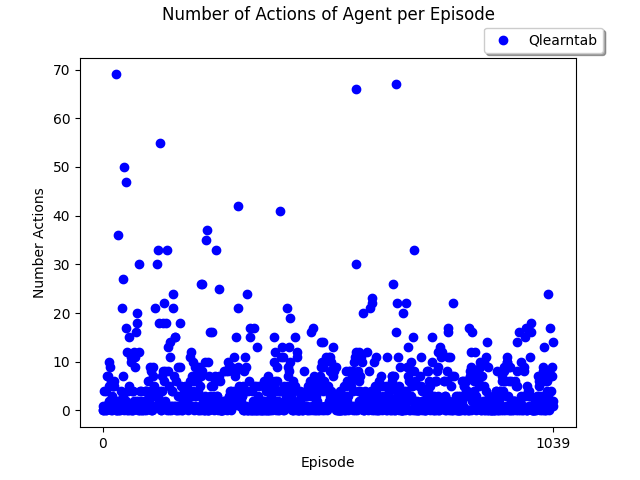 Number of Actions of Agent per Episode
Qlearntab
70
60
50
40
30
20
10
0
Number Actions
0 1039
Episode